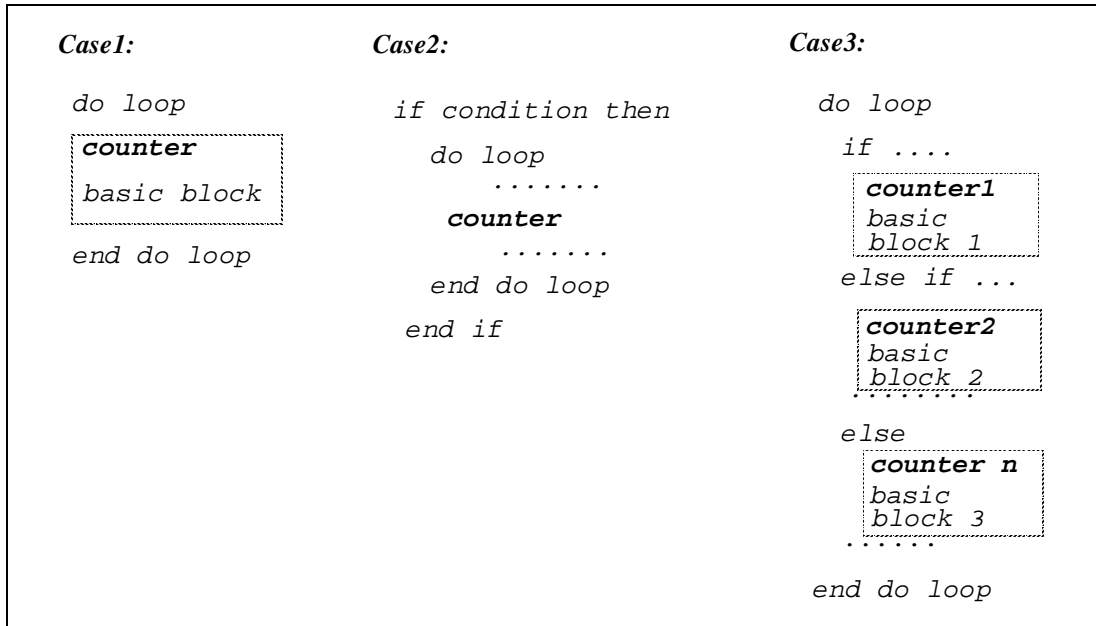 Case1:
do loop
counter
basic block
end do loop
Case2:
if condition then
do loop
.......
counter
.......
end do loop
end if
Case3:
do loop
if ....
counter1
basic
block 1
else if ...
counter2
basic
block 2
........
else
counter n
basic
block 3
......
end do loop